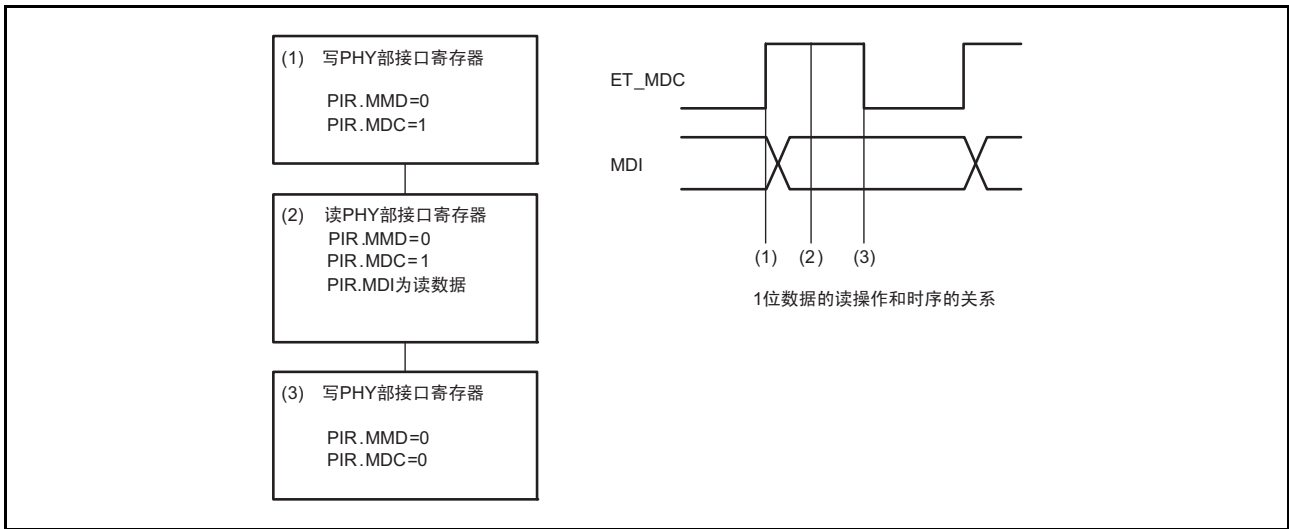 (1) 写PHY部接口寄存器
PIR.MMD=0
PIR.MDC=1
(2) 读PHY部接口寄存器
PIR.MMD=0
PIR.MDC=1
PIR.MDI为读数据
(3) 写PHY部接口寄存器
PIR.MMD=0
PIR.MDC=0
ET_MDC
MDI
(1) (2) (3)
1位数据的读操作和时序的关系